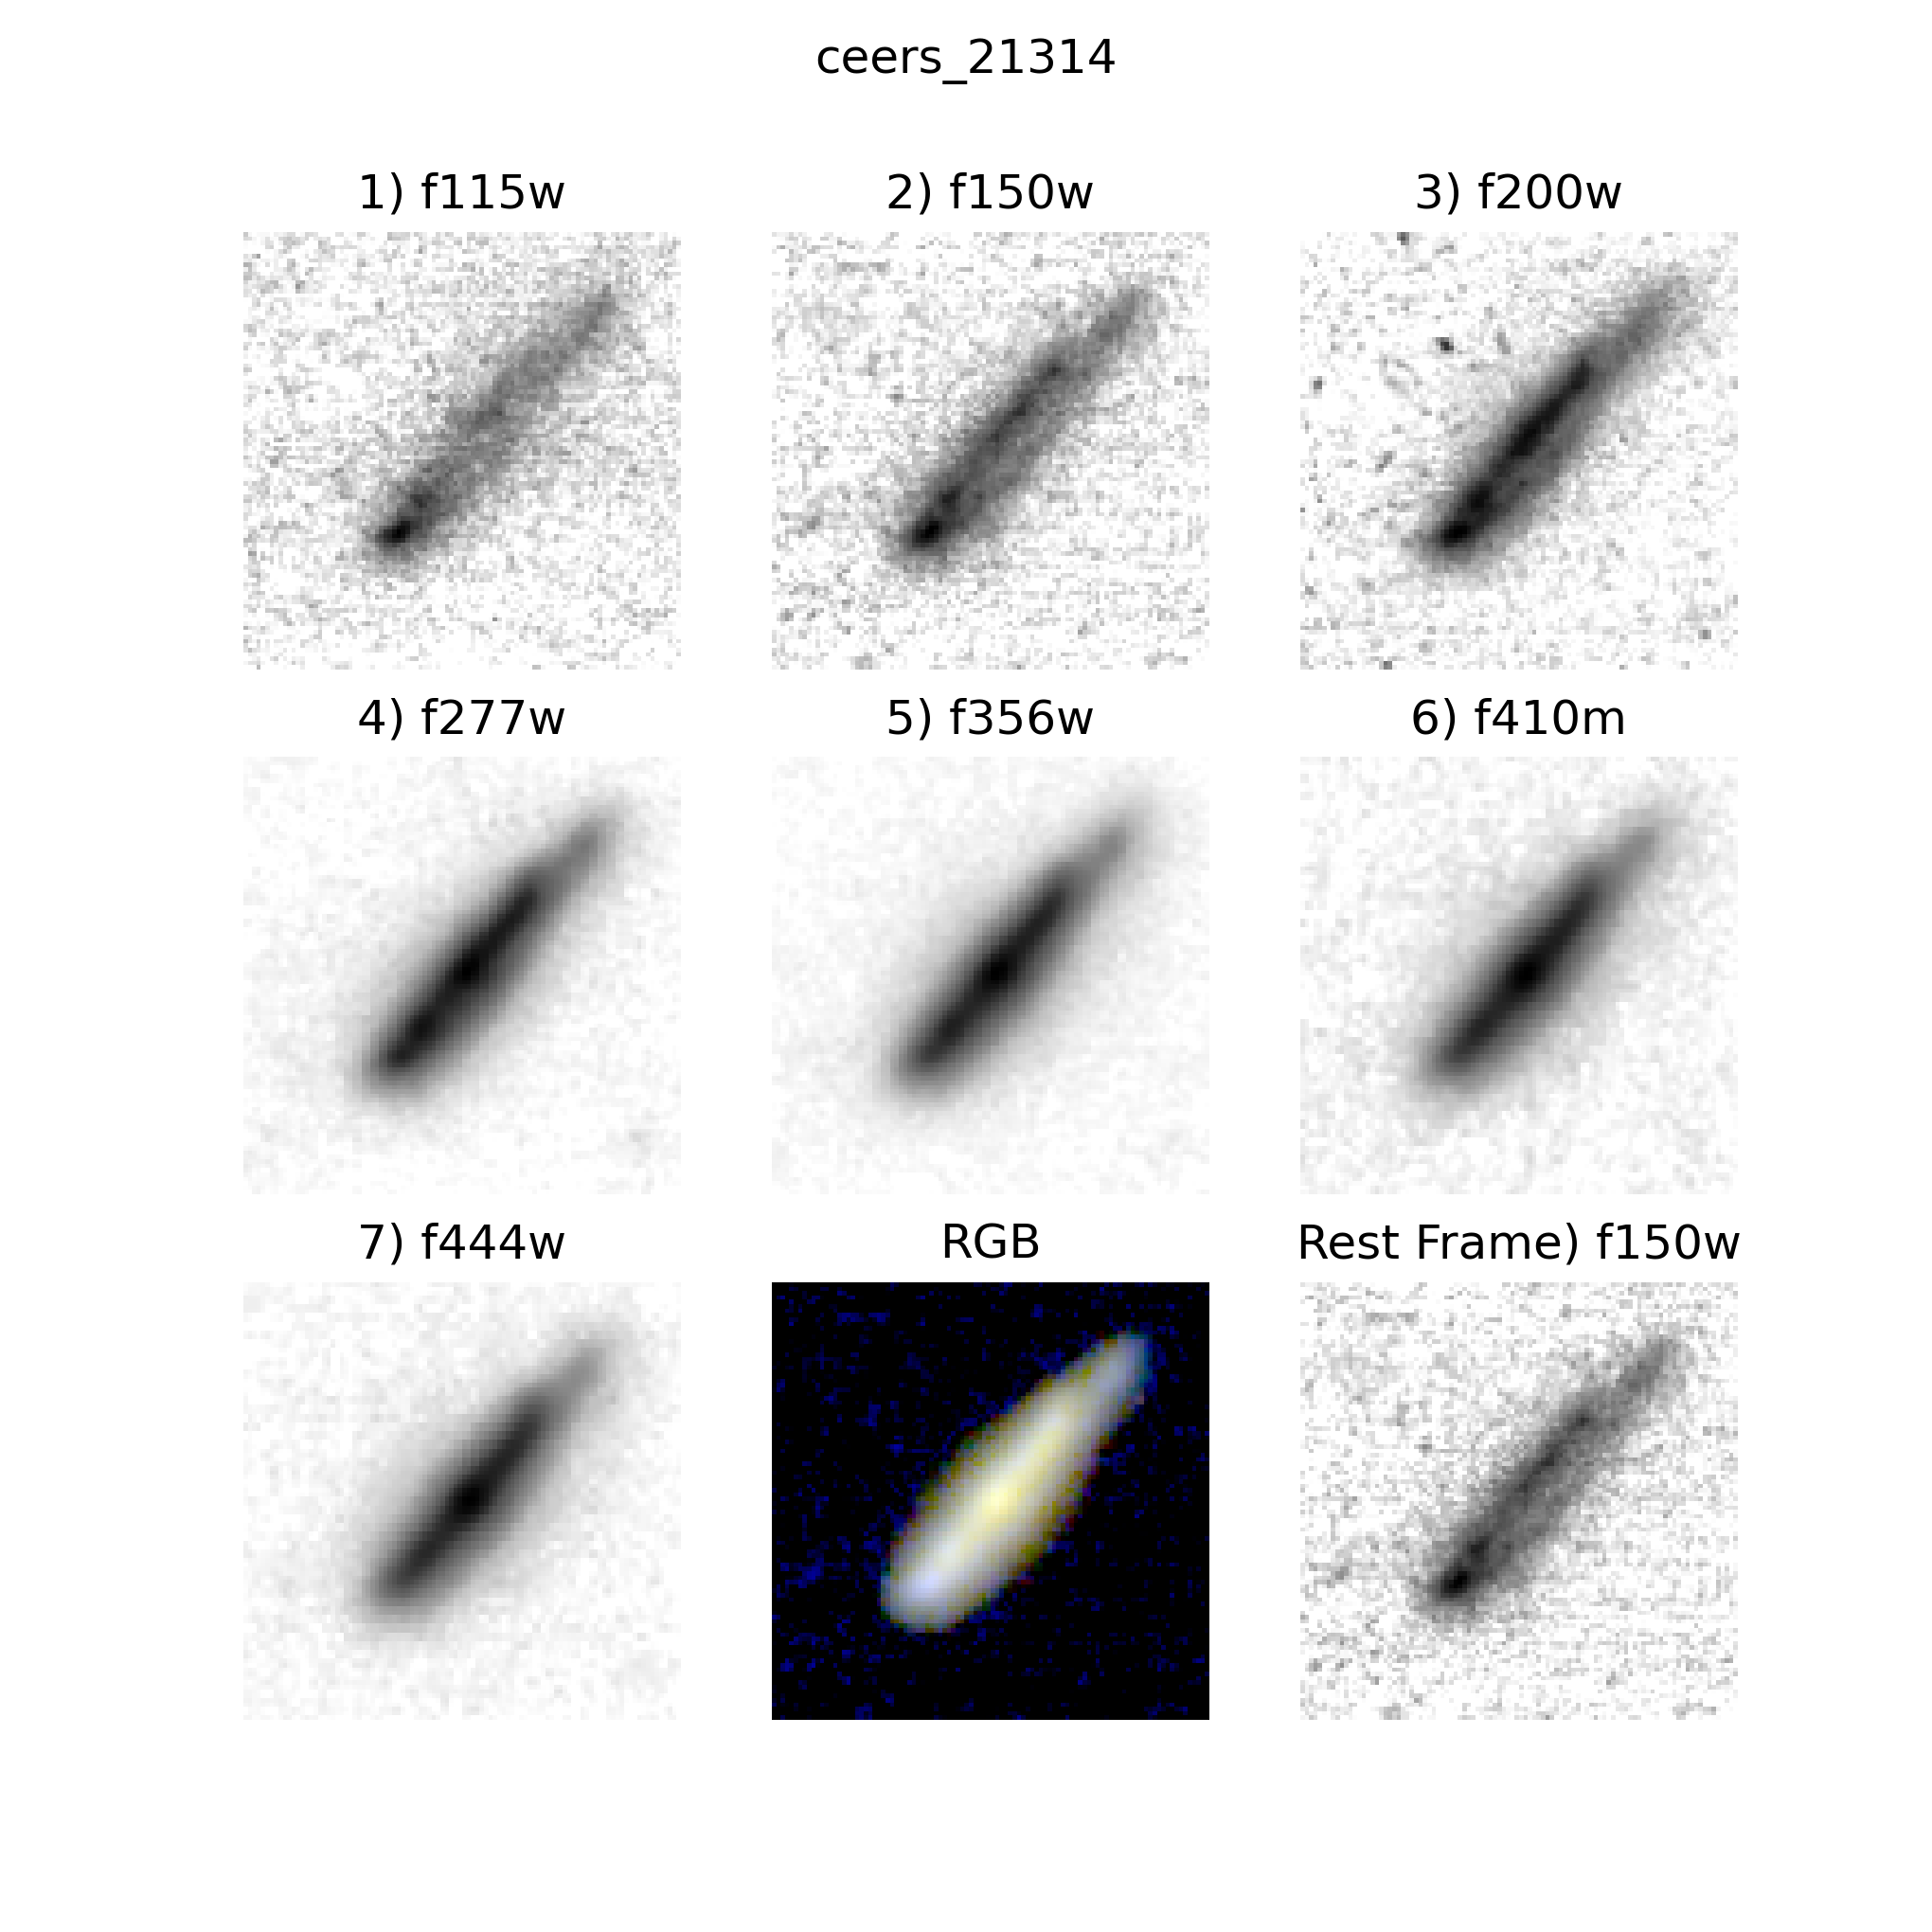 ceers_21314
1) f115w
2) f150w
3) f200w
4) f277w
5) f356w
6) f410m
7) f444w
RGB
Rest Frame) f150w